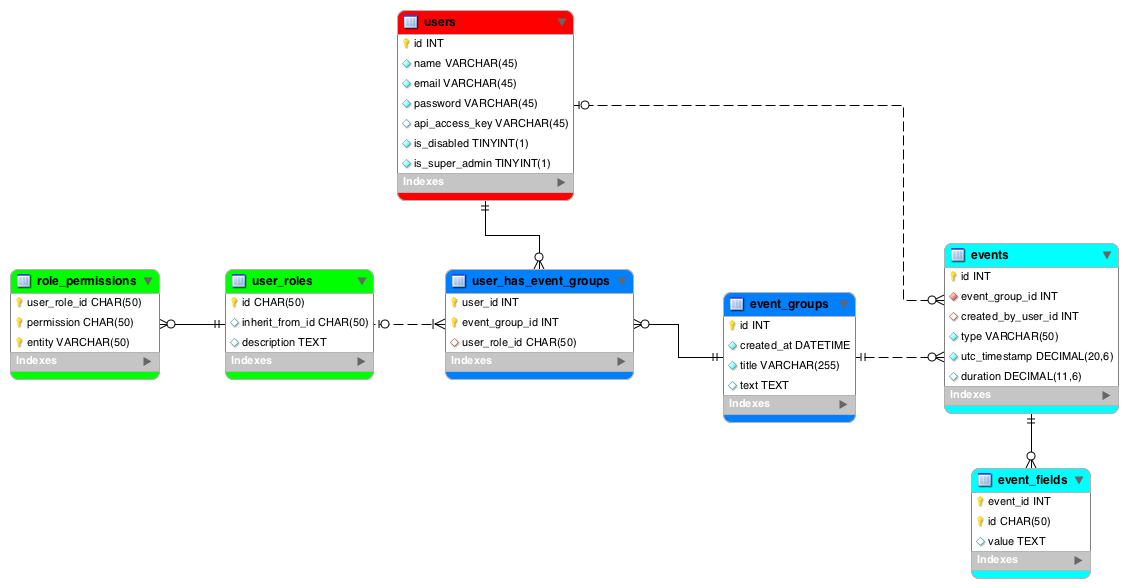 users
id INT
name VARCHAR(45)
email VARCHAR(45)
password VARCHAR(45)
api_access_key VARCHAR(45)
is_disabled TINYINT(1)
is_super_admin TINYINT(1)
Indexes
role_permissions
user_role_id CHAR(50)
permission CHAR(50)
entity VARCHAR(50)
Indexes
user_roles
id CHAR(50)
inherit_from_id CHAR(50)
description TEXT
Indexes
user_has_event_groups
user_id INT
event_group_id INT
user_role_id CHAR(50)
Indexes
event_groups
id INT
created_at DATETIME
title VARCHAR(255)
text TEXT
Indexes
events
id INT
event_group_id INT
created_by_user_id INT
type VARCHAR(50)
utc_timestamp DECIMAL(20,6)
duration DECIMAL(11,6)
Indexes
event_fields
event_id INT
id CHAR(50)
value TEXT
Indexes